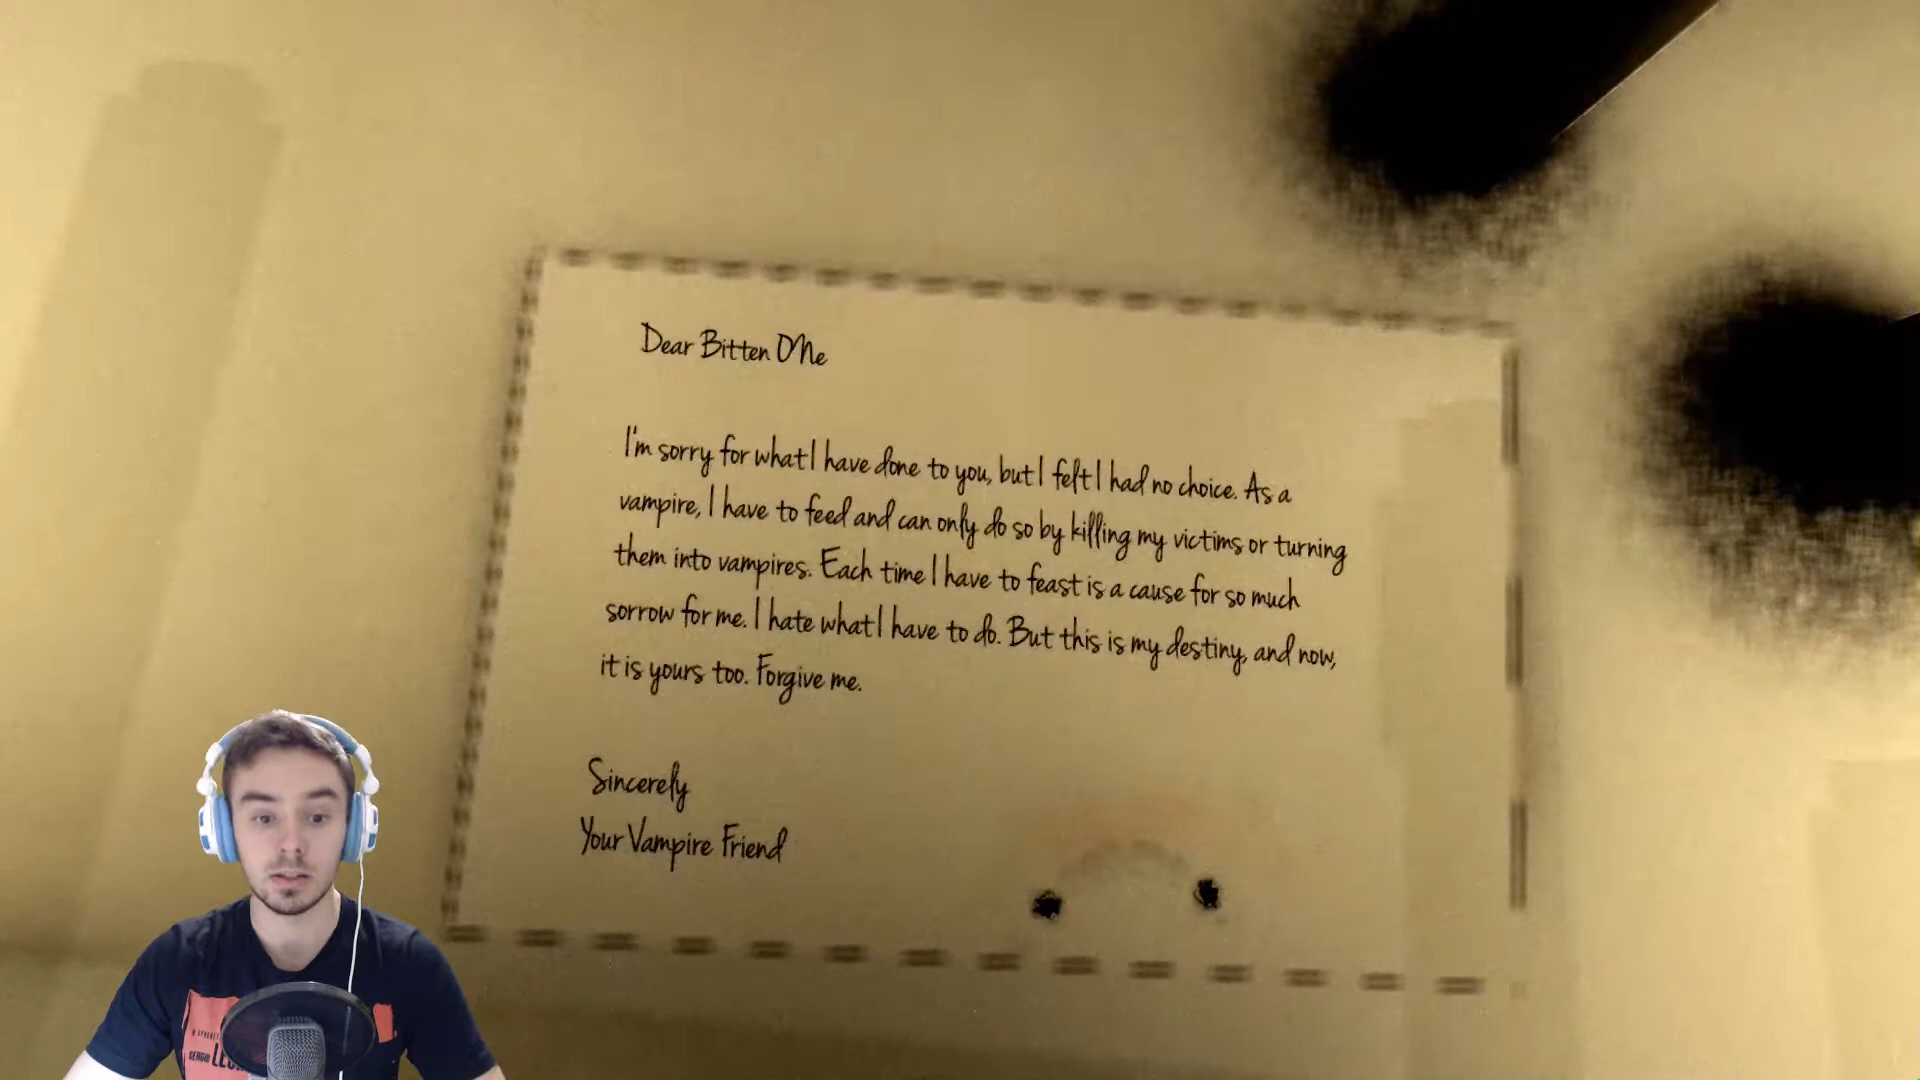 Dear Bitten One
I'm sorry for what I have done to you, but I felt I had no choice. As a
vampire, I have to feed and can only do so by killing my victims or turning
them into vampires. Each time I have to feast is a cause for so much
sorrow for me. I hate what I have to do. But this is my destiny, and now,
it is yours too. Forgive me.
Sincerely
Your Vampire Friend